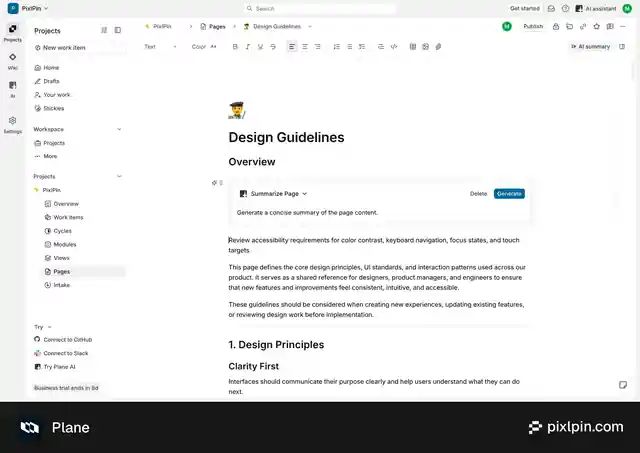 PixlPin
Search
Get started
AI assistant
M
Projects
Wiki
AI
Settings
Projects
New work item
Home
Drafts
Your work
Stickies
Workspace
Projects
More
Projects
PixlPin
Overview
Work items
Cycles
Modules
Views
Pages
Intake
Try
Connect to GitHub
Connect to Slack
Try Plane AI
Business trial ends in 8d
PixlPin > Pages > Design Guidelines
M
Publish
Text
Color
AI summary
Design Guidelines
Overview
Summarize Page
Delete
Generate
Generate a concise summary of the page content.
Review accessibility requirements for color contrast, keyboard navigation, focus states, and touch
targets
This page defines the core design principles, UI standards, and interaction patterns used across our
product. It serves as a shared reference for designers, product managers, and engineers to ensure
that new features and improvements feel consistent, intuitive, and accessible.
These guidelines should be considered when creating new experiences, updating existing features,
or reviewing design work before implementation.
1. Design Principles
Clarity First
Interfaces should communicate their purpose clearly and help users understand what they can do
next.
Plane
pixlpin.com